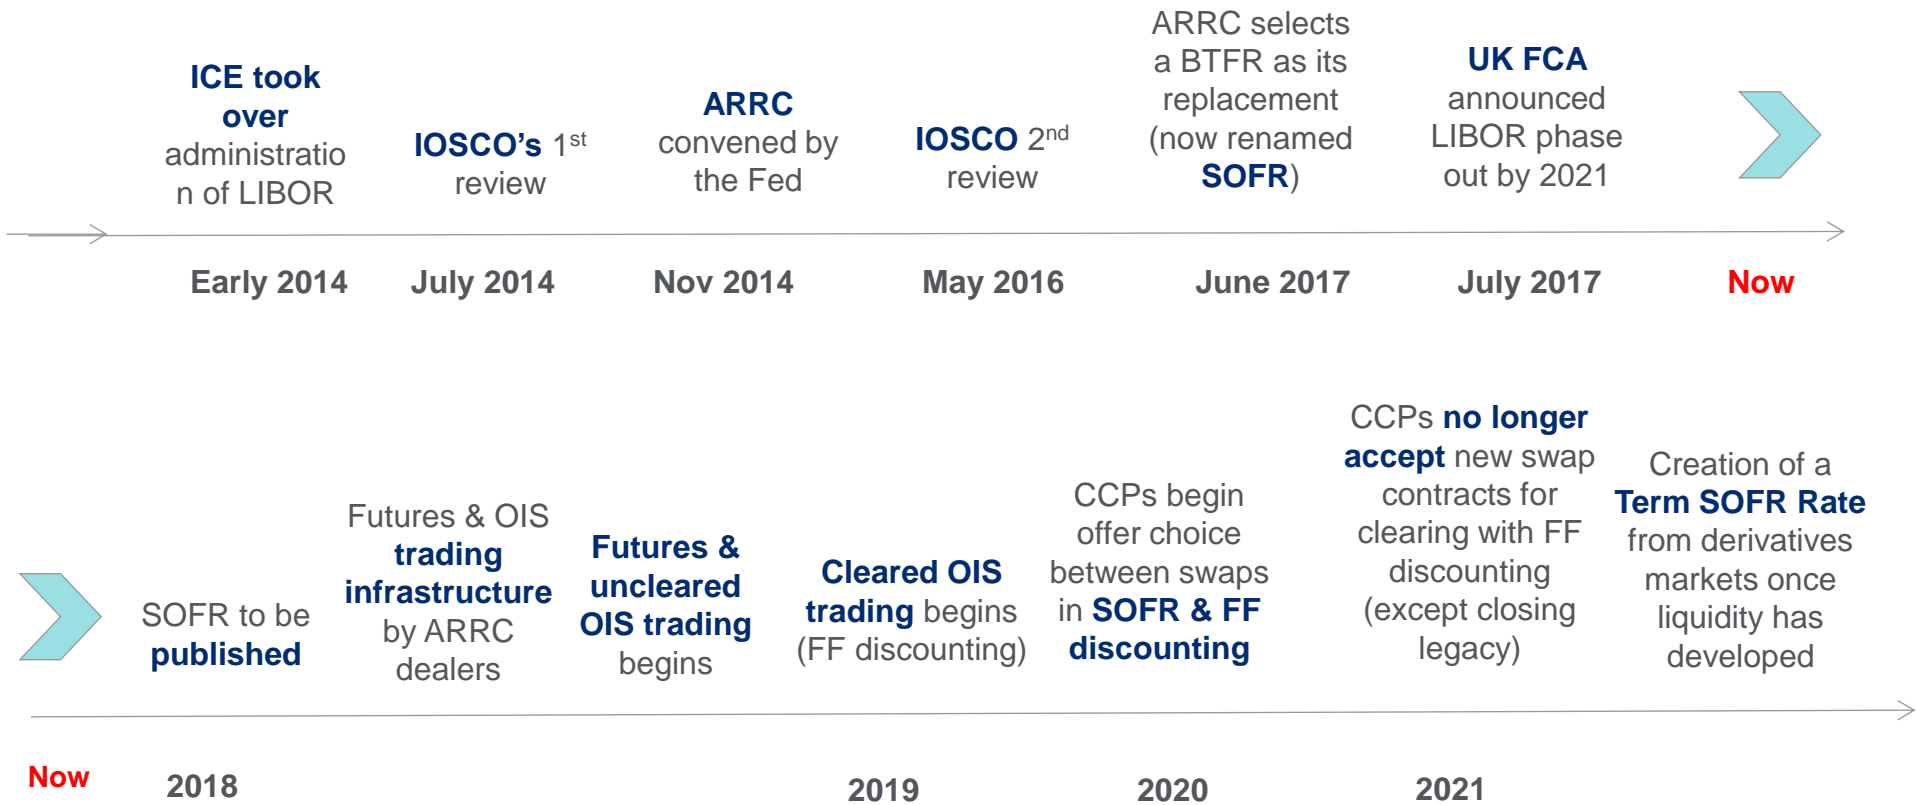 ICE took
over
administratio
n of LIBOR
IOSCO’s 1st
review
ARRC
convened by
the Fed
IOSCO 2nd
review
ARRC selects
a BTFR as its
replacement
(now renamed
SOFR)
UK FCA
announced
LIBOR phase
out by 2021
Early 2014
July 2014
Nov 2014
May 2016
June 2017
July 2017
Now
SOFR to be
published
Futures & OIS
trading
infrastructure
by ARRC
dealers
Futures &
uncleared
OIS trading
begins
Cleared OIS
trading begins
(FF discounting)
CCPs begin
offer choice
between swaps
in SOFR & FF
discounting
CCPs no longer
accept new swap
contracts for
clearing with FF
discounting
(except closing
legacy)
Creation of a
Term SOFR Rate
from derivatives
markets once
liquidity has
developed
Now
2018
2019
2020
2021